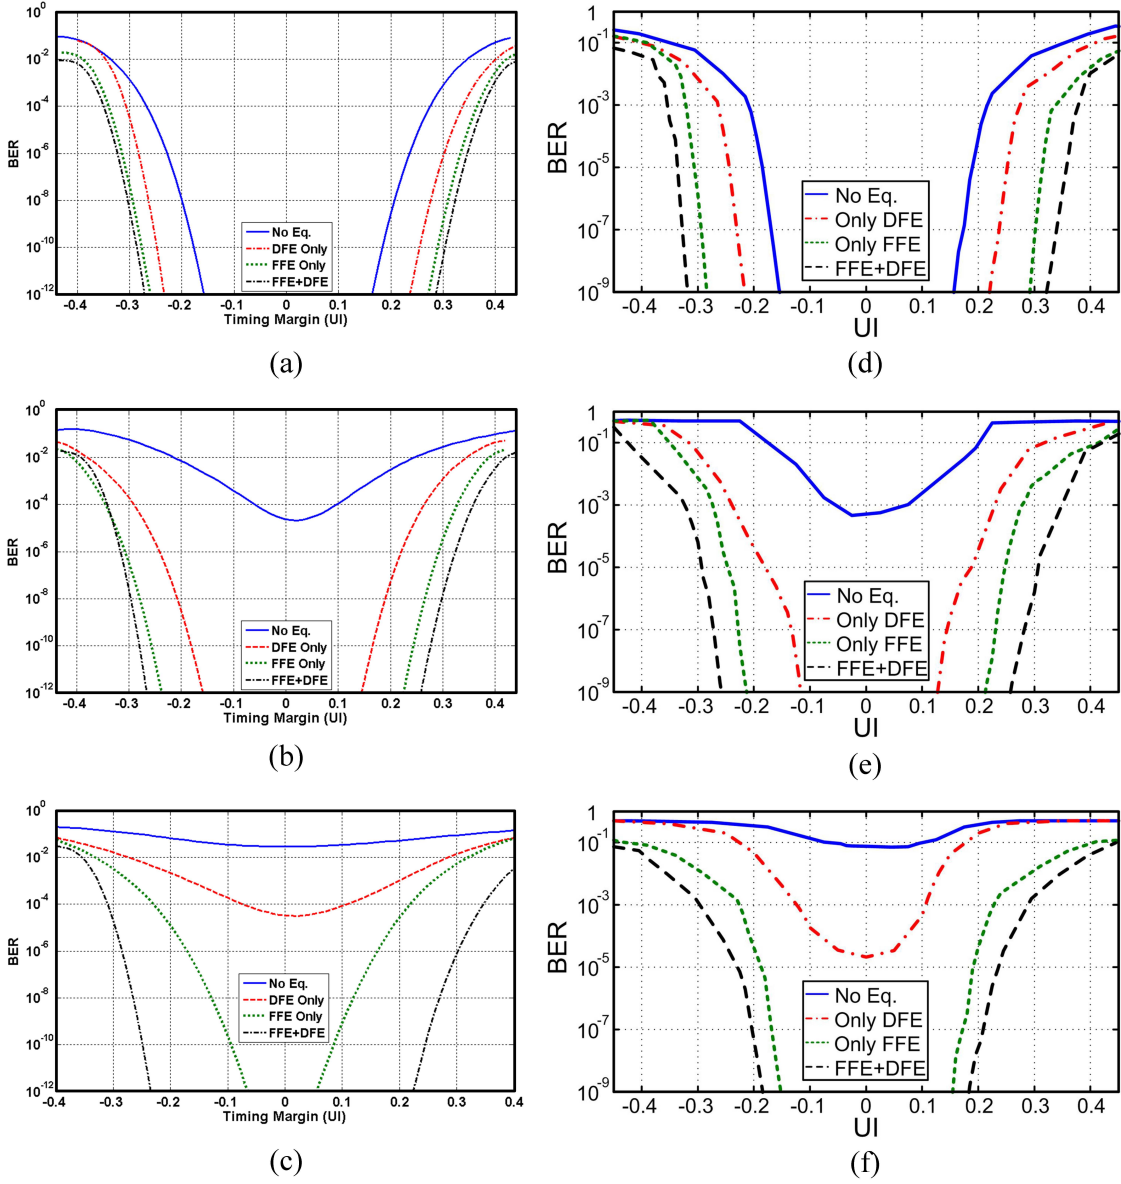 10^0
10^-2
10^-4
10^-6
10^-8
10^-10
10^-12
BER
No Eq.
DFE Only
FFE Only
FFE+DFE
-0.4 -0.3 -0.2 -0.1 0 0.1 0.2 0.3 0.4
Timing Margin (UI)
(a)
1
10^-1
10^-3
10^-5
10^-7
10^-9
BER
No Eq.
Only DFE
Only FFE
FFE+DFE
-0.4 -0.3 -0.2 -0.1 0 0.1 0.2 0.3 0.4
UI
(d)
10^0
10^-2
10^-4
10^-6
10^-8
10^-10
10^-12
BER
No Eq.
DFE Only
FFE Only
FFE+DFE
-0.4 -0.3 -0.2 -0.1 0 0.1 0.2 0.3 0.4
Timing Margin (UI)
(b)
1
10^-1
10^-3
10^-5
10^-7
10^-9
BER
No Eq.
Only DFE
Only FFE
FFE+DFE
-0.4 -0.3 -0.2 -0.1 0 0.1 0.2 0.3 0.4
UI
(e)
10^0
10^-2
10^-4
10^-6
10^-8
10^-10
10^-12
BER
No Eq.
DFE Only
FFE Only
FFE+DFE
-0.4 -0.3 -0.2 -0.1 0 0.1 0.2 0.3 0.4
Timing Margin (UI)
(c)
1
10^-1
10^-3
10^-5
10^-7
10^-9
BER
No Eq.
Only DFE
Only FFE
FFE+DFE
-0.4 -0.3 -0.2 -0.1 0 0.1 0.2 0.3 0.4
UI
(f)